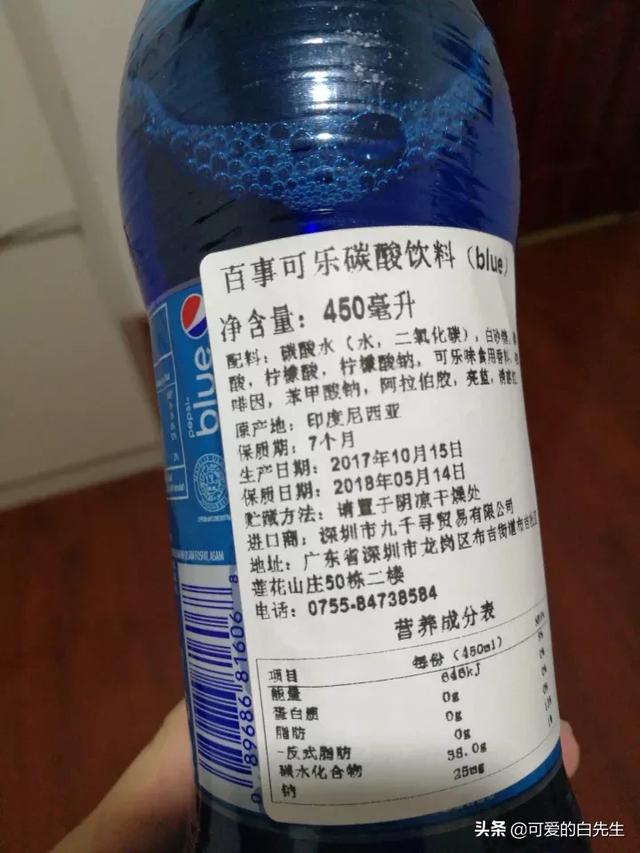 百事可乐碳酸饮料（blue）
净含量：450毫升
配料：碳酸水（水，二氧化碳），白砂糖，
酸，柠檬酸，柠檬酸钠，可乐味食用香料，
啡因，苯甲酸钠，阿拉伯胶，亮蓝，
原产地：印度尼西亚
保质期：7个月
生产日期：2017年10月15日
保质日期：2018年05月14日
贮藏方法：请置于阴凉干燥处
进口商：深圳市九千寻贸易有限公司
地址：广东省深圳市龙岗区布吉街道布吉
莲花山庄50栋二楼
电话：0755-84738584
营养成分表
项目 每份（450ml）
能量 646kJ
蛋白质 0g
脂肪 0g
-反式脂肪 0g
碳水化合物 38.0g
钠 25mg
pepsi
blue
0 89686 81606 8
头条 @可爱的白先生